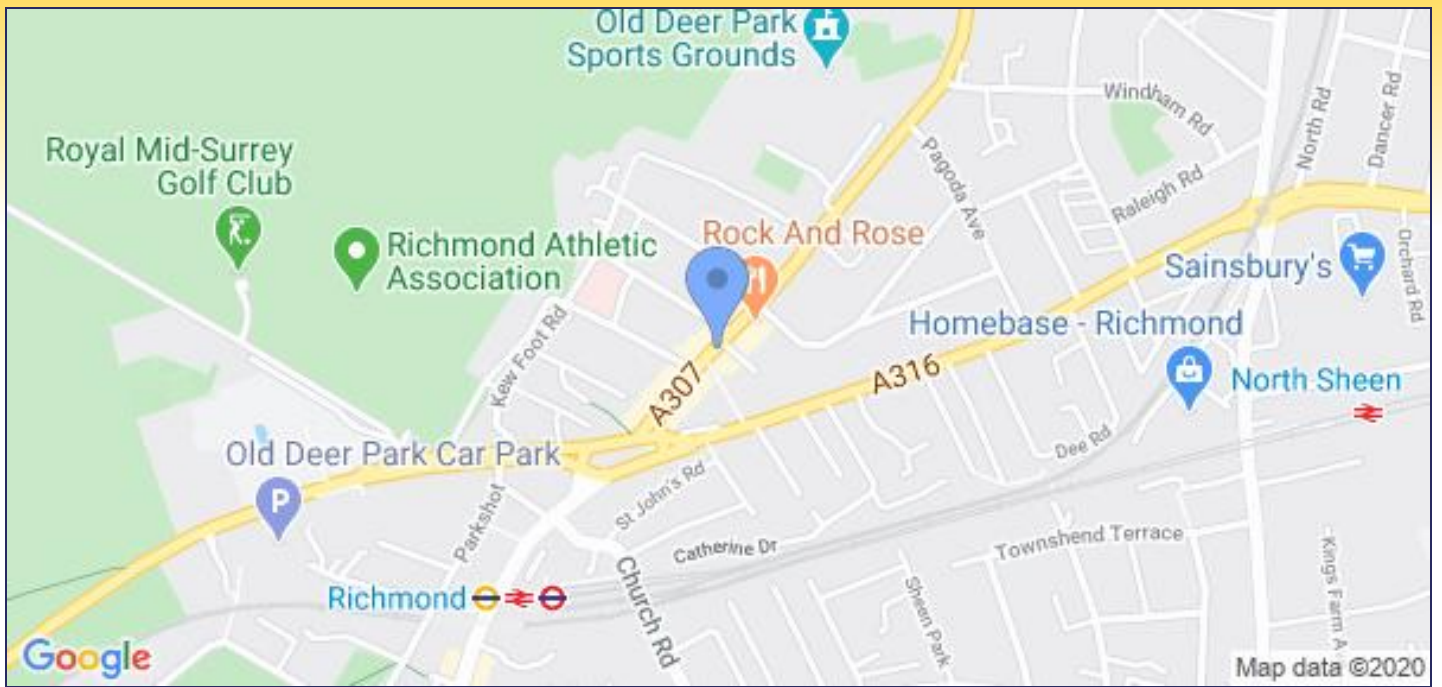 Old Deer Park
Sports Grounds
Windham Rd
North Rd
Dancer Rd
Royal Mid-Surrey
Golf Club
Pagoda Ave
Raleigh Rd
Richmond Athletic
Association
Rock And Rose
Sainsbury's
Orchard Rd
Homebase - Richmond
Kew Foot Rd
A307
A316
North Sheen
Old Deer Park Car Park
P
Dee Rd
St John's Rd
Parkshot
Catherine Dr
Townshend Terrace
Church Rd
Sheen Park
Kings Farm A
Richmond
Google
Map data ©2020